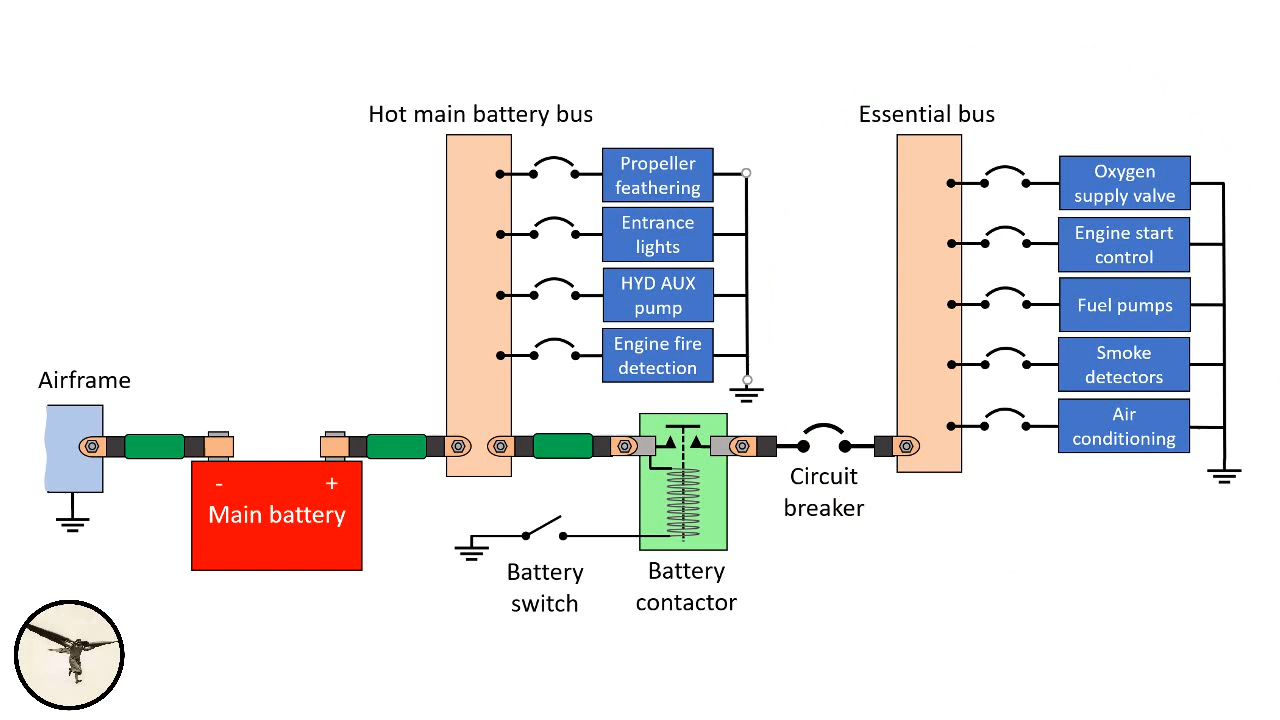 Hot main battery bus
Essential bus
Propeller
feathering
Entrance
lights
HYD AUX
pump
Engine fire
detection
Oxygen
supply valve
Engine start
control
Fuel pumps
Smoke
detectors
Air
conditioning
Airframe
- +
Main battery
Circuit
breaker
Battery
switch
Battery
contactor